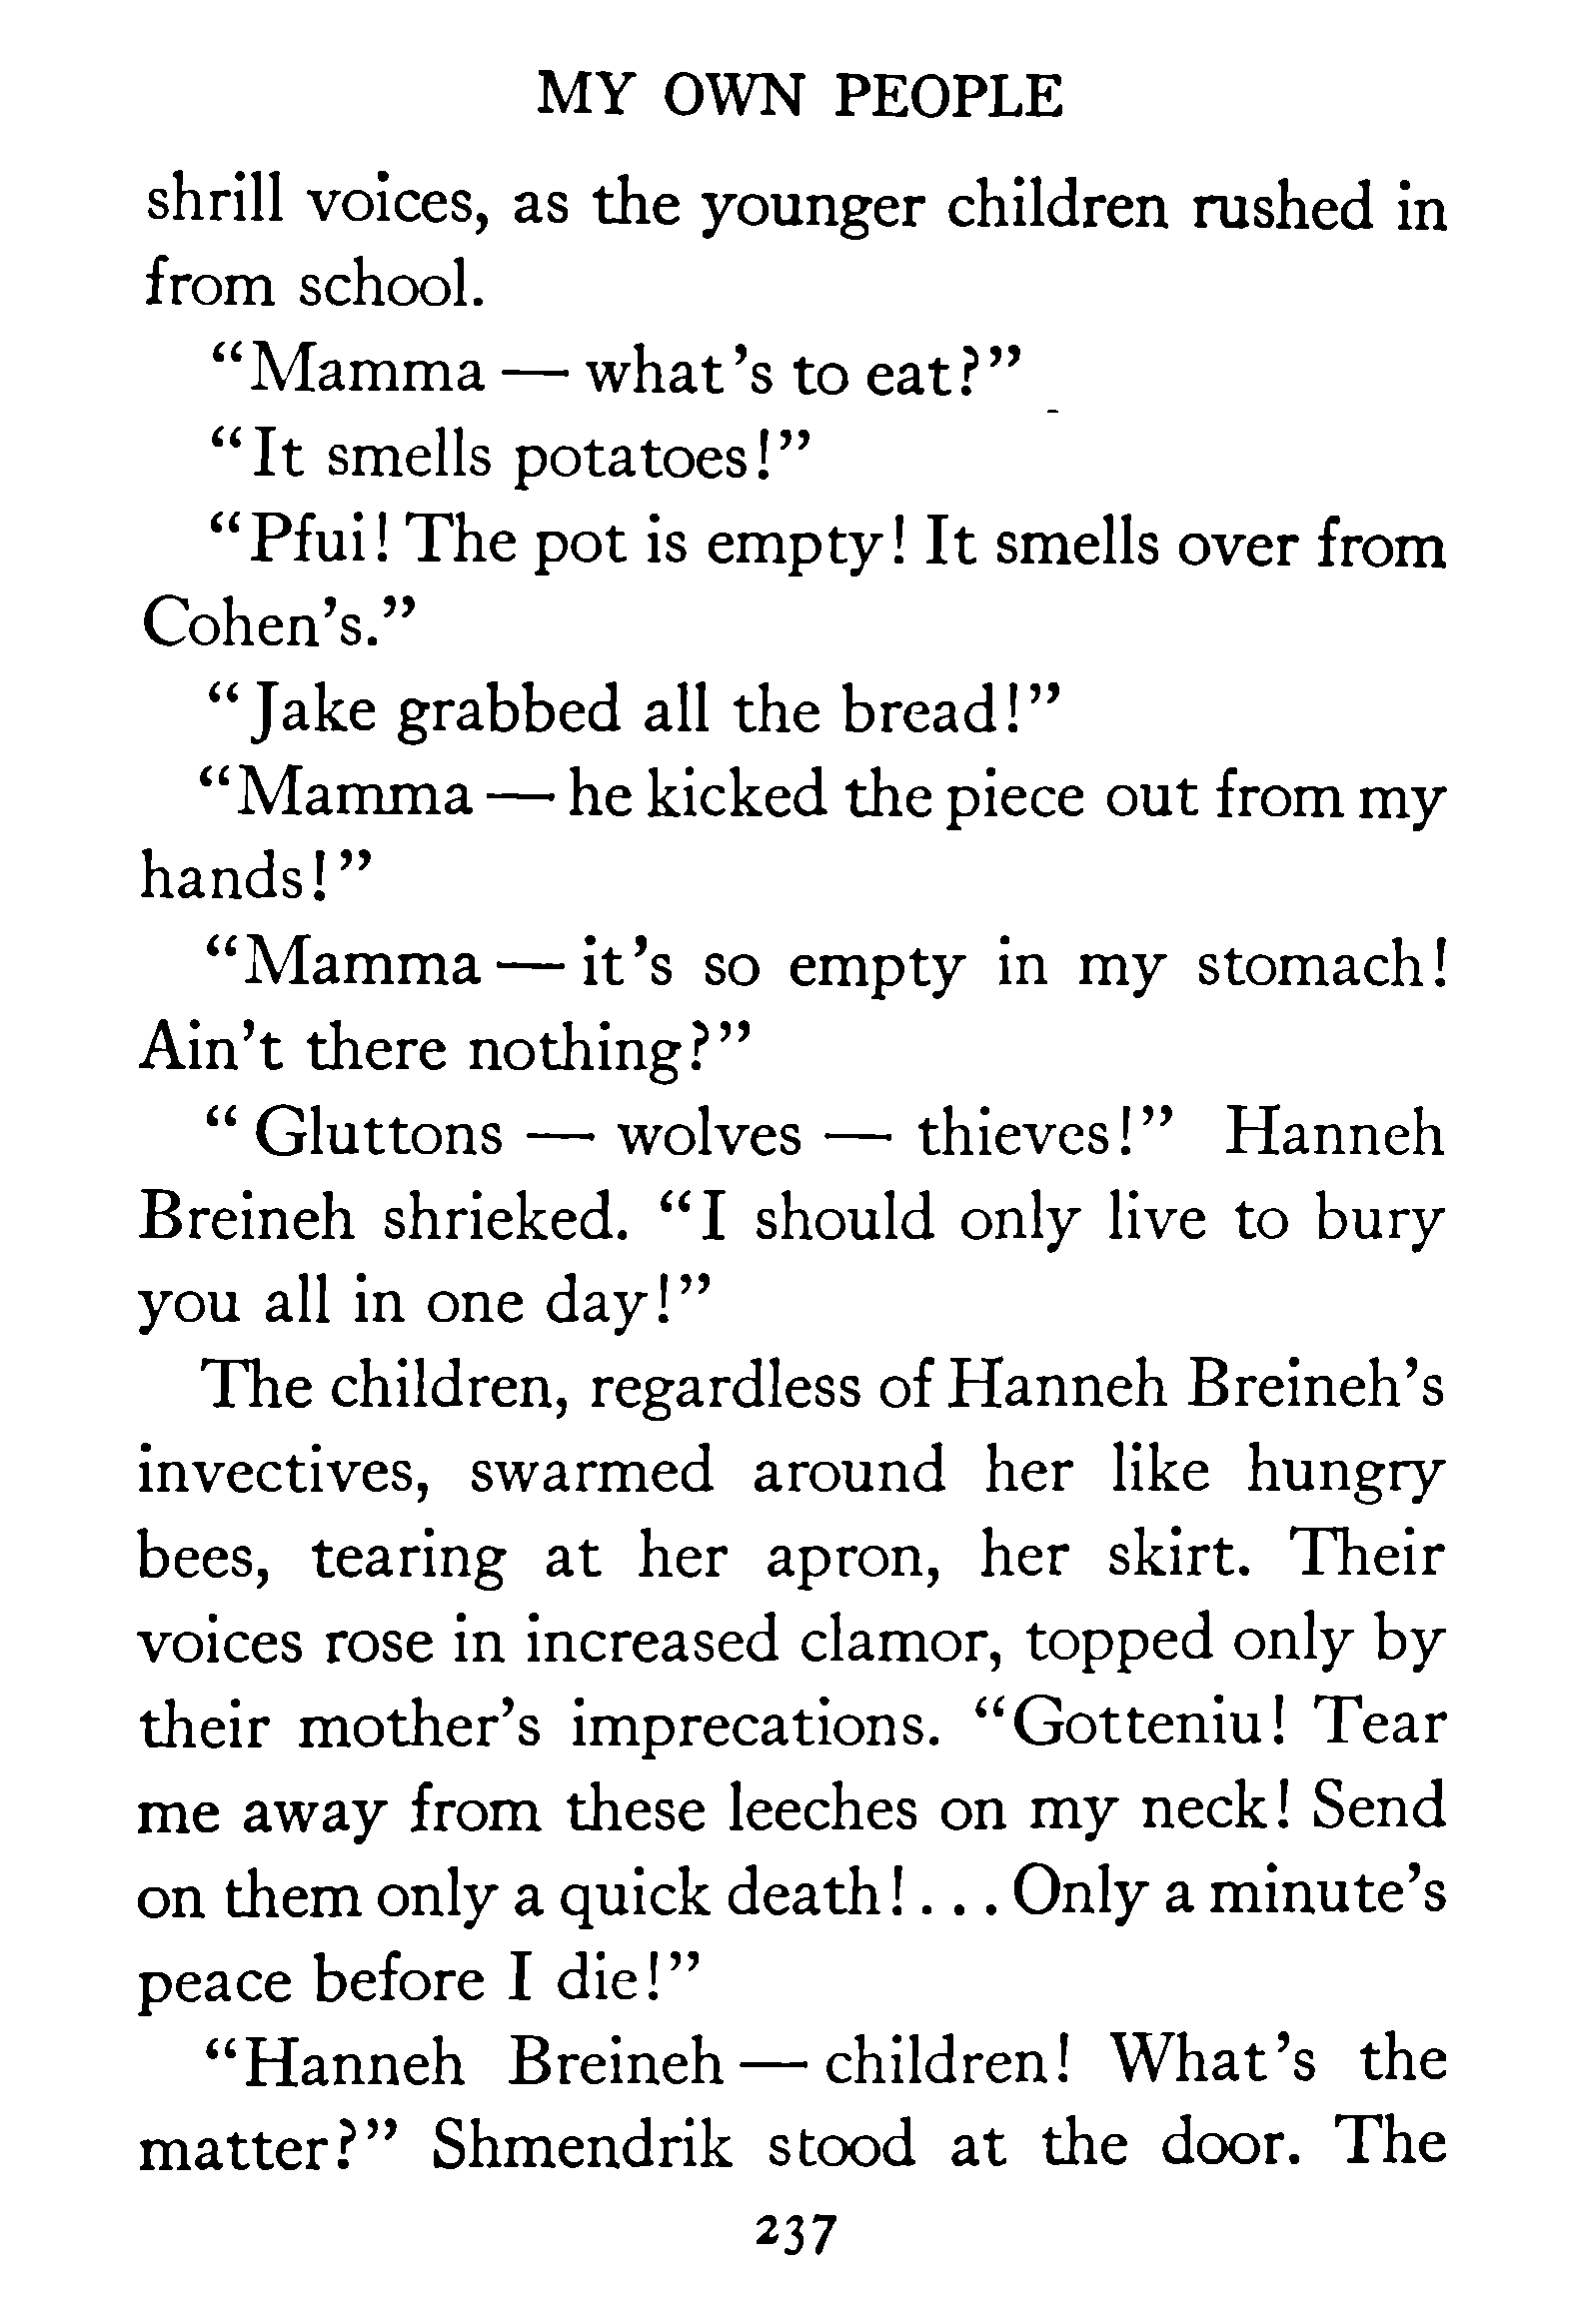 MY OWN PEOPLE
shrill voices, as the younger children rushed in
from school.
“Mamma — what’s to eat?”
“It smells potatoes!”
“Pfui! The pot is empty! It smells over from
Cohen’s.”
“Jake grabbed all the bread!”
“Mamma — he kicked the piece out from my
hands!”
“Mamma — it’s so empty in my stomach!
Ain’t there nothing?”
“Gluttons — wolves — thieves!” Hanneh
Breineh shrieked. “I should only live to bury
you all in one day!”
The children, regardless of Hanneh Breineh’s
invectives, swarmed around her like hungry
bees, tearing at her apron, her skirt. Their
voices rose in increased clamor, topped only by
their mother’s imprecations. “Gotteniu! Tear
me away from these leeches on my neck! Send
on them only a quick death! . . . Only a minute’s
peace before I die!”
“Hanneh Breineh — children! What’s the
matter?” Shmendrik stood at the door. The
237